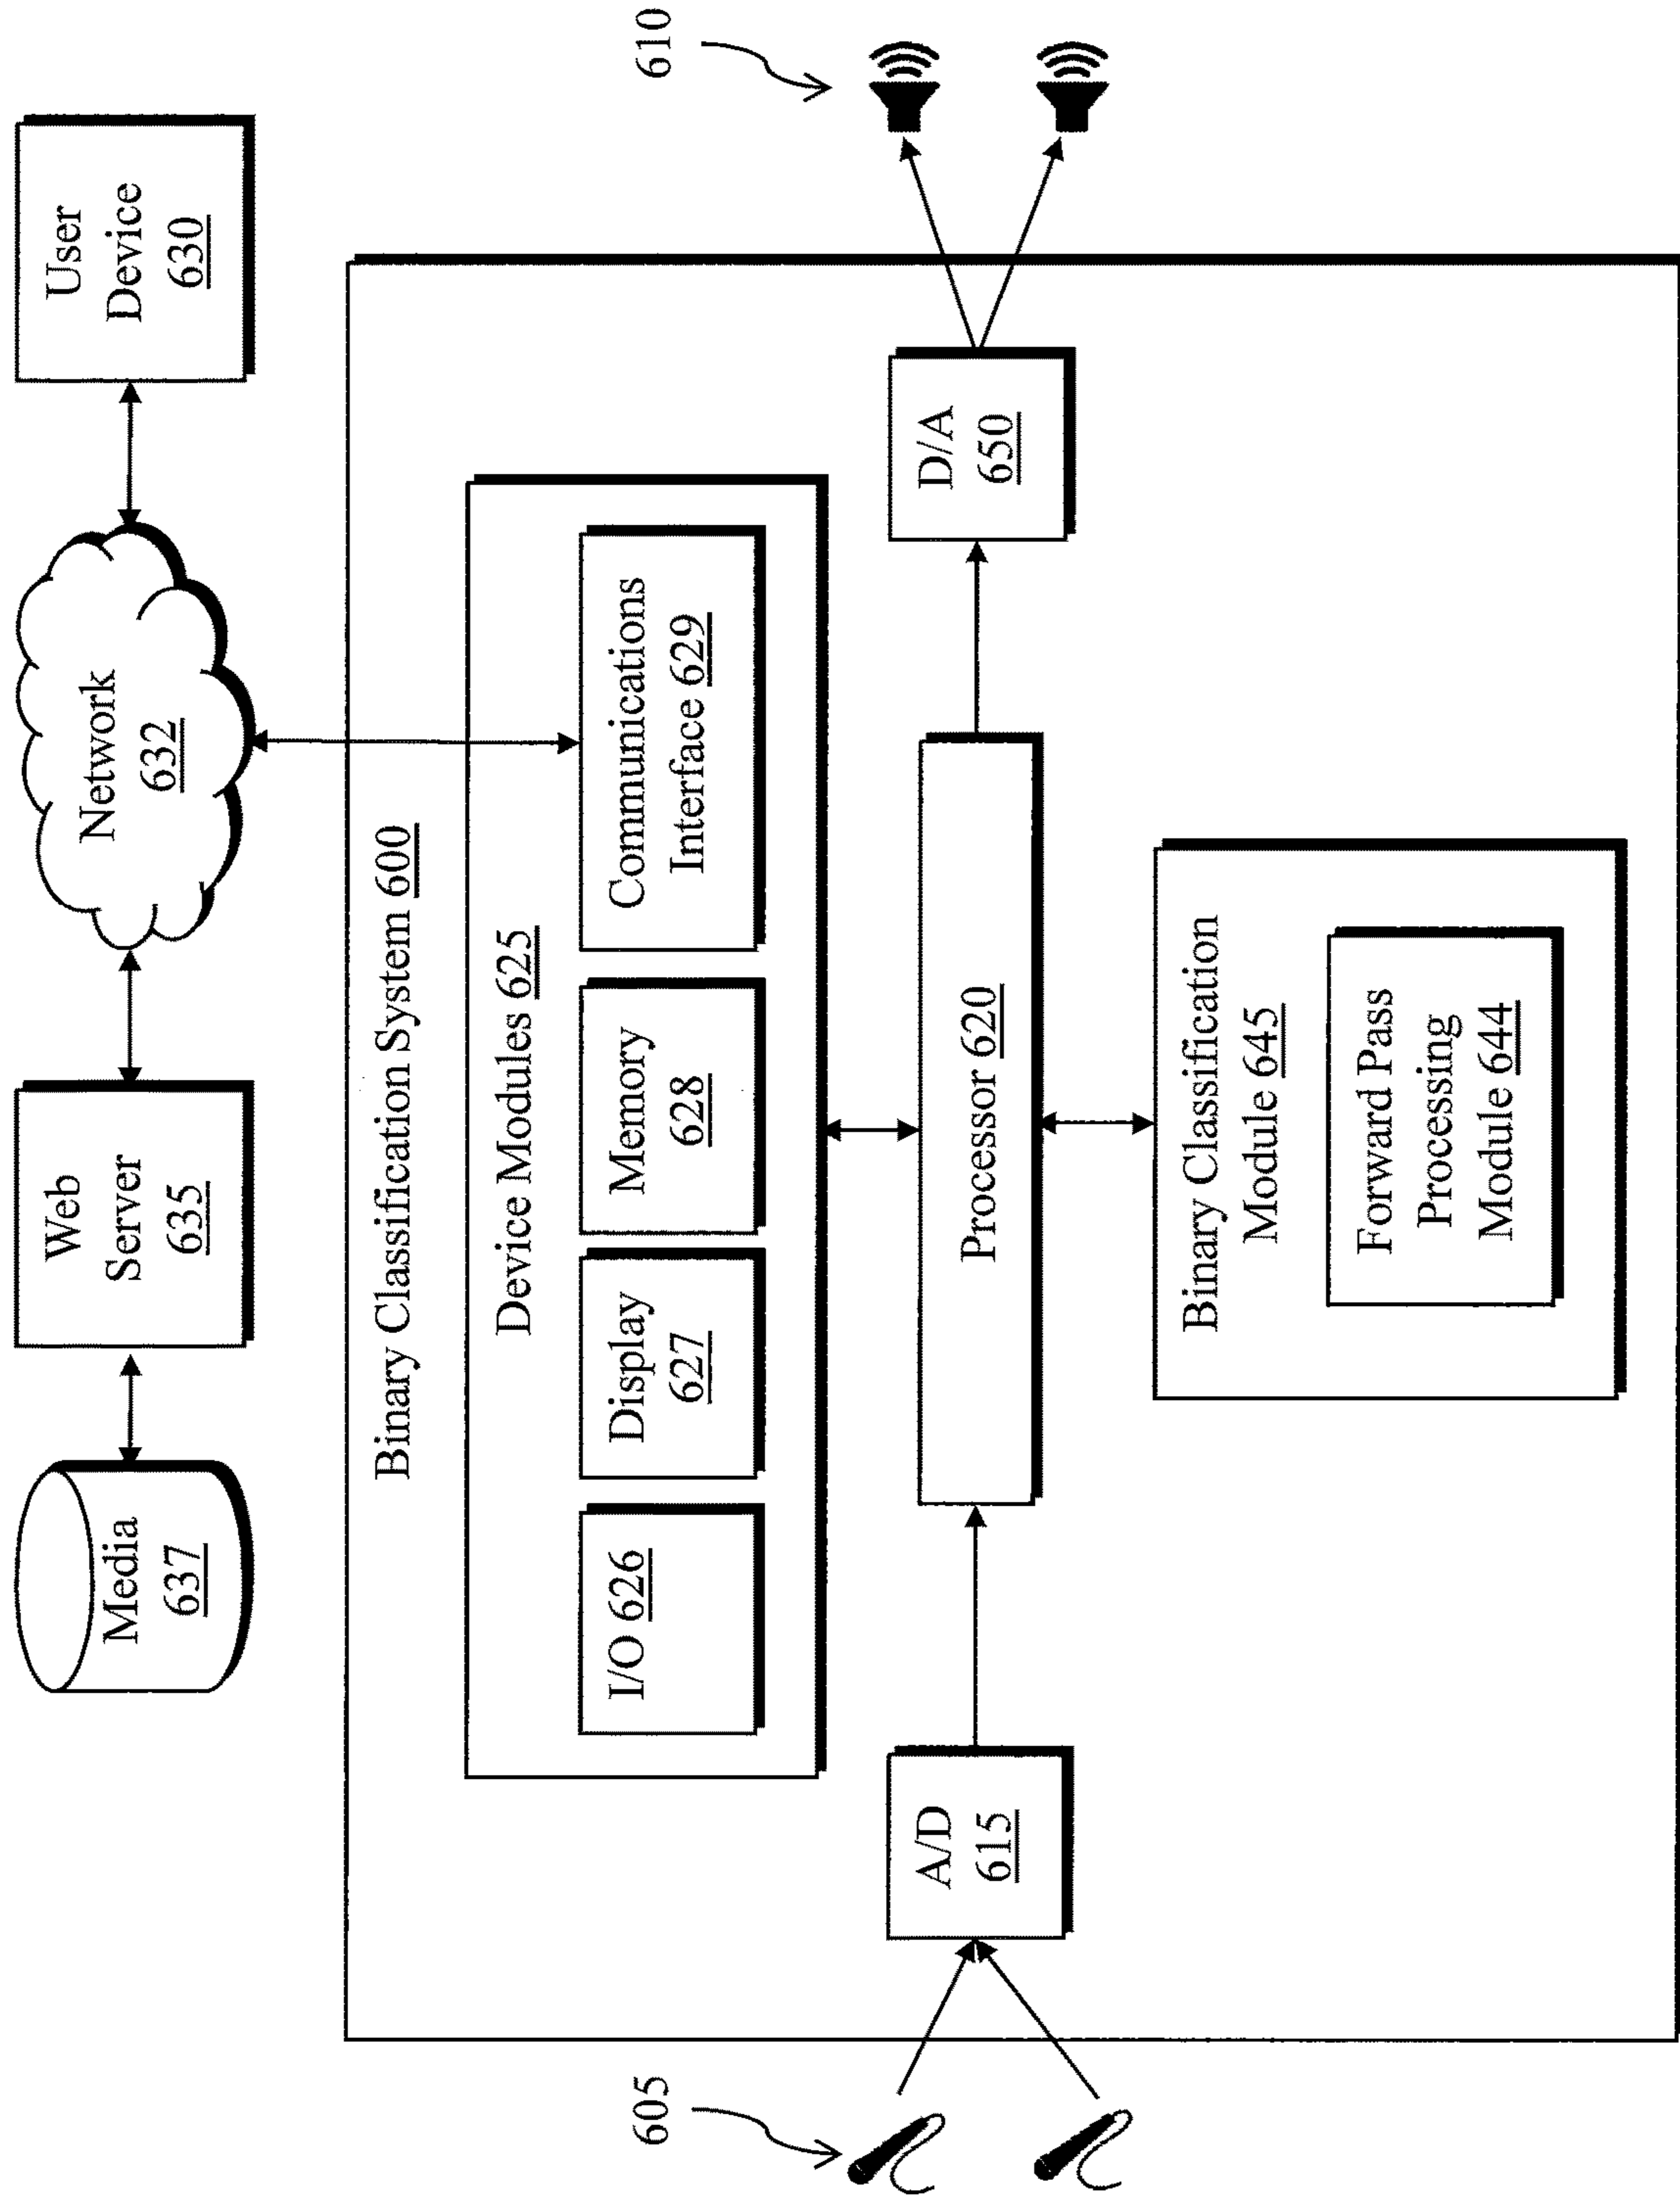 Media
637
Web
Server
635
Network
632
User
Device
630
Binary Classification System 600
Device Modules 625
I/O 626
Display
627
Memory
628
Communications
Interface 629
605
610
A/D
615
Processor 620
D/A
650
Binary Classification
Module 645
Forward Pass
Processing
Module 644